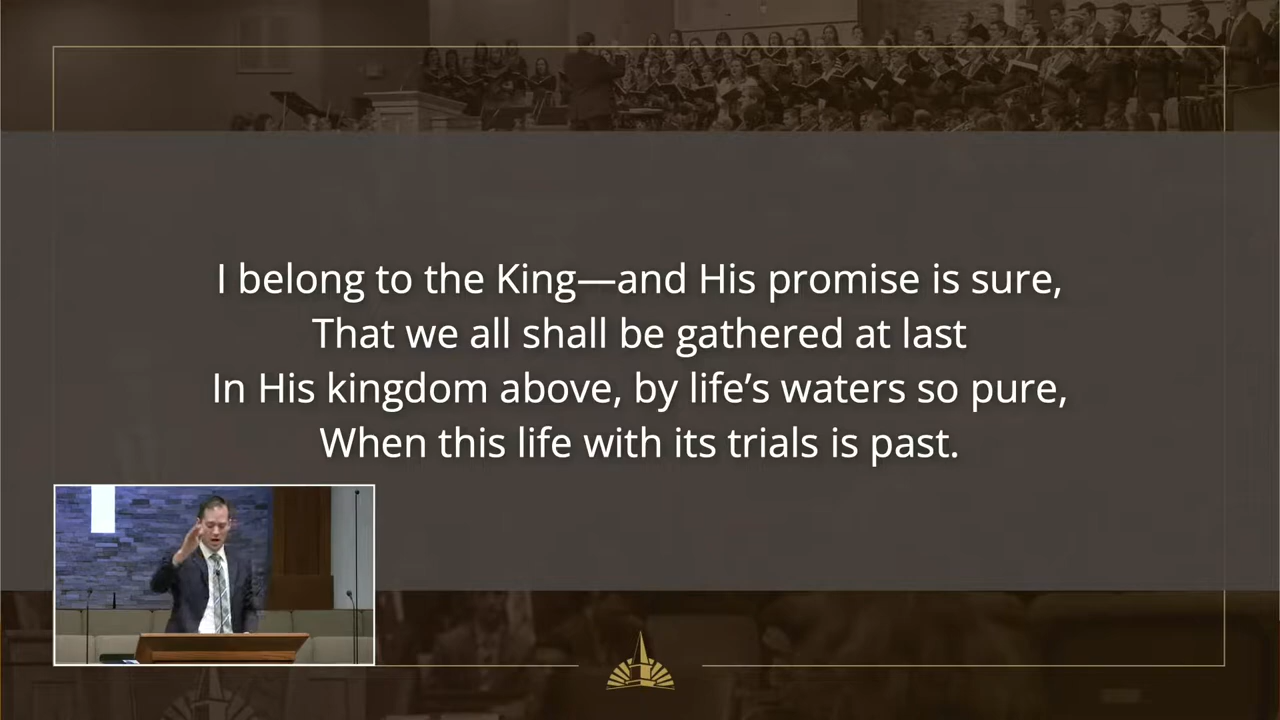 I belong to the King—and His promise is sure,
That we all shall be gathered at last
In His kingdom above, by life’s waters so pure,
When this life with its trials is past.